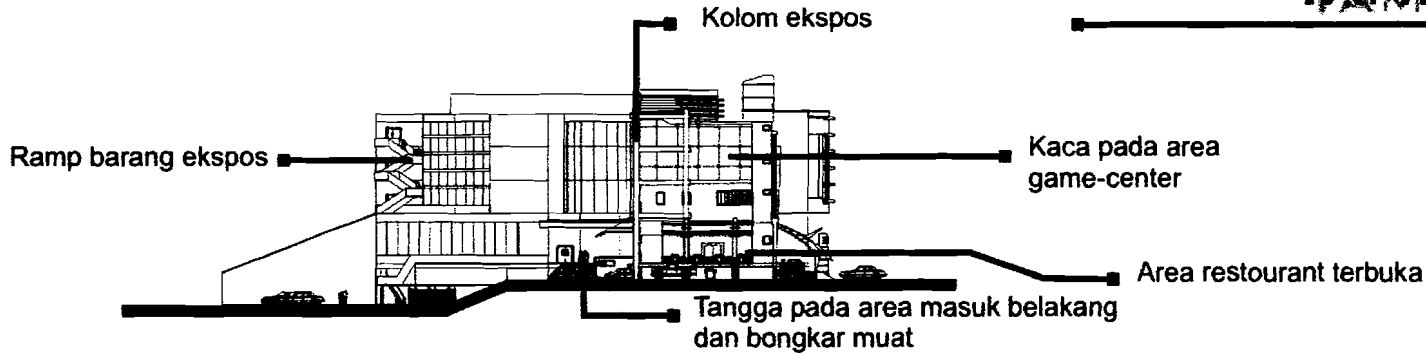 Kolom ekspos
Ramp barang ekspos
Kaca pada area
game-center
Area restourant terbuka
Tangga pada area masuk belakang
dan bongkar muat